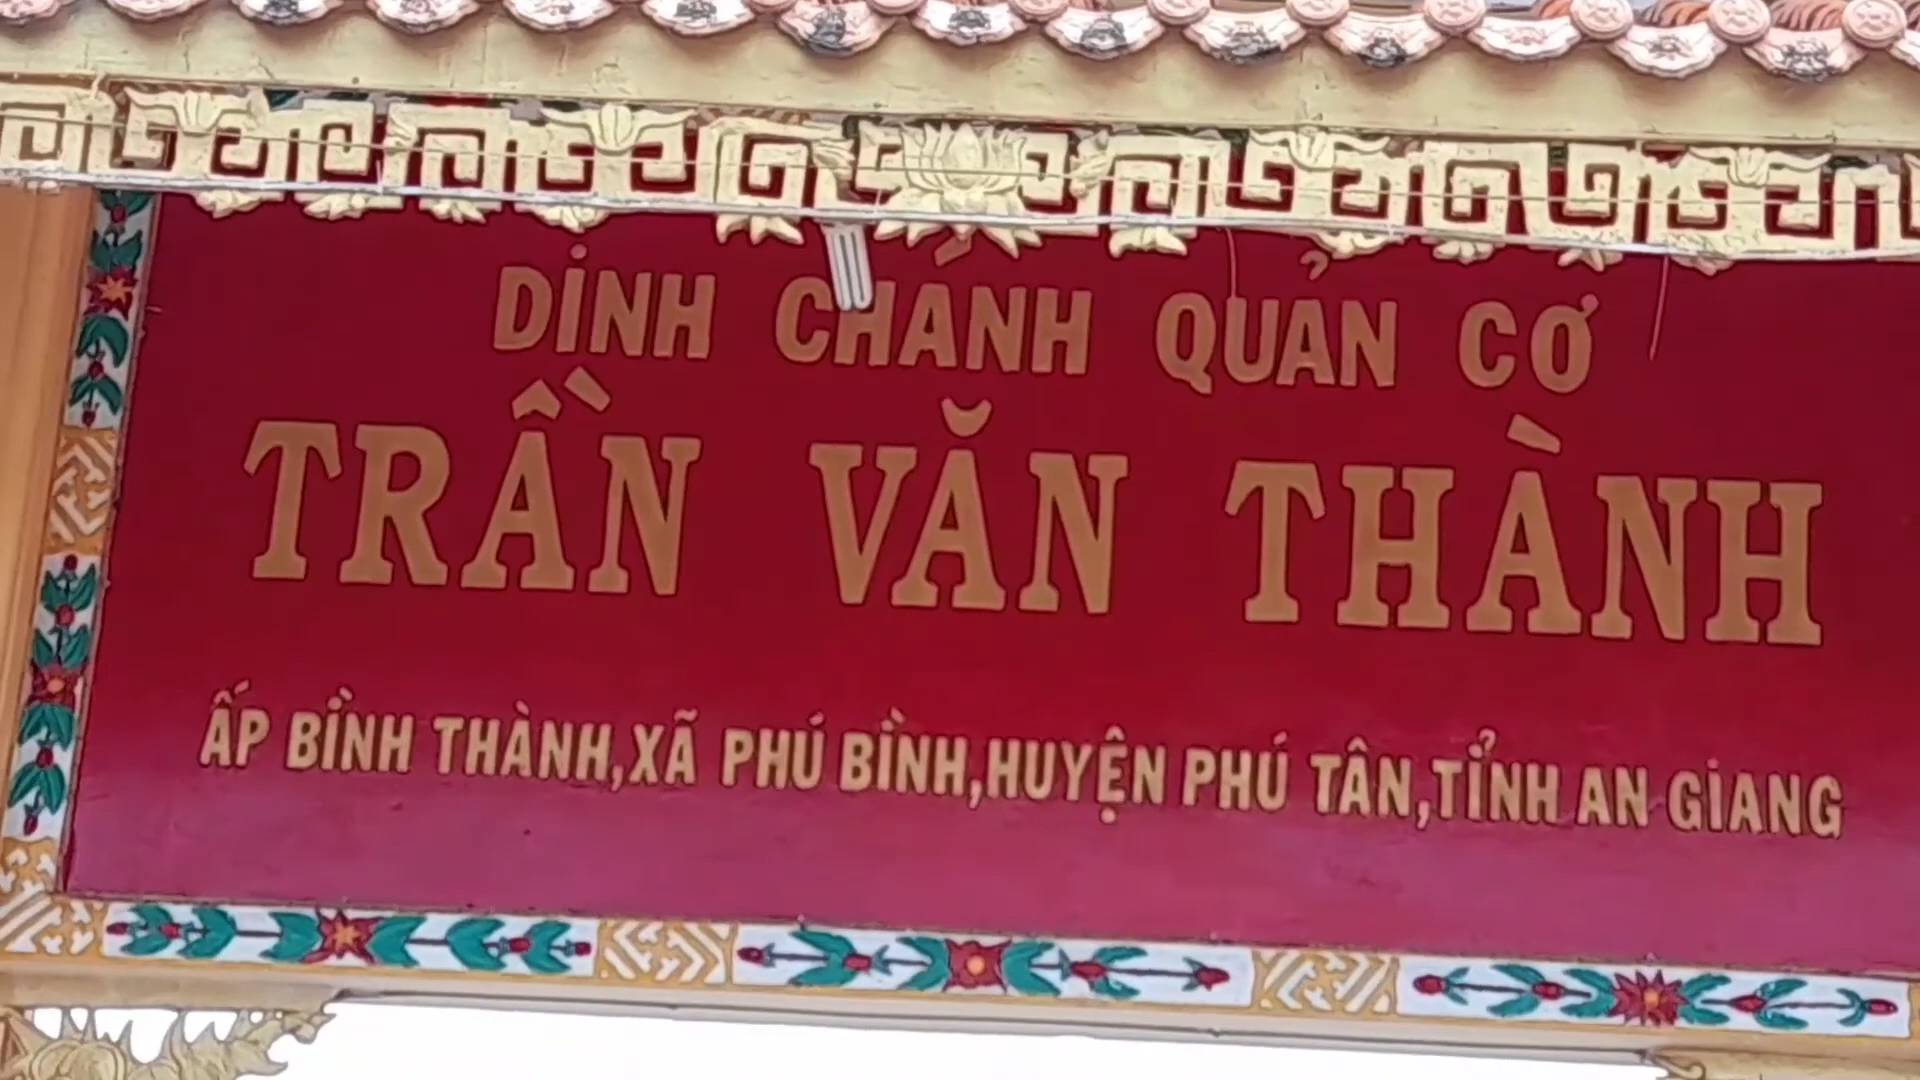 DINH CHÁNH QUẢN CƠ
TRẦN VĂN THÀNH
ẤP BÌNH THÀNH,XÃ PHÚ BÌNH,HUYỆN PHÚ TÂN,TỈNH AN GIANG